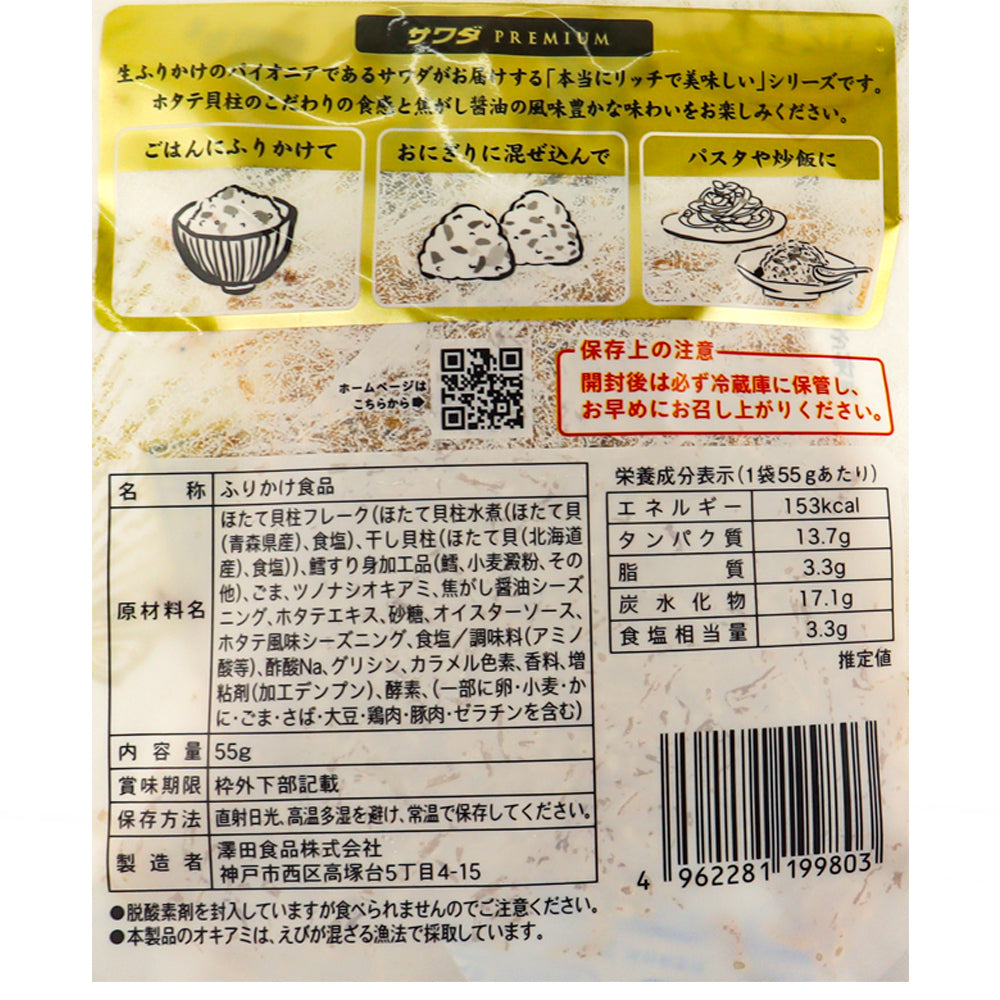 サワダ PREMIUM
生ふりかけのパイオニアであるサワダがお届けする「本当にリッチで美味しい」シリーズです。
ホタテ貝柱のこだわりの食感と焦がし醤油の風味豊かな味わいをお楽しみください。
ごはんにふりかけて
おにぎりに混ぜ込んで
パスタや炒飯に
ホームページは
こちらから
保存上の注意
開封後は必ず冷蔵庫に保管し、
お早めにお召し上がりください。
名称 ふりかけ食品
原材料名
ほたて貝柱フレーク(ほたて貝柱水煮(ほたて貝
(青森県産)、食塩)、干し貝柱(ほたて貝(北海道
産)、食塩))、鱈すり身加工品(鱈、小麦澱粉、その
他)、ごま、ツノナシオキアミ、焦がし醤油シーズ
ニング、ホタテエキス、砂糖、オイスターソース、
ホタテ風味シーズニング、食塩/調味料(アミノ
酸等)、酢酸Na、グリシン、カラメル色素、香料、増
粘剤(加工デンプン)、酵素、(一部に卵・小麦・か
に・ごま・さば・大豆・鶏肉・豚肉・ゼラチンを含む)
内容量 55g
賞味期限 枠外下部記載
保存方法 直射日光、高温多湿を避け、常温で保存してください。
製造者 澤田食品株式会社
神戸市西区高塚台5丁目4-15
●脱酸素剤を封入していますが食べられませんのでご注意ください。
●本製品のオキアミは、えびが混ざる漁法で採取しています。
栄養成分表示(1袋55gあたり)
エネルギー 153kcal
タンパク質 13.7g
脂質 3.3g
炭水化物 17.1g
食塩相当量 3.3g
推定値
4 962281 199803